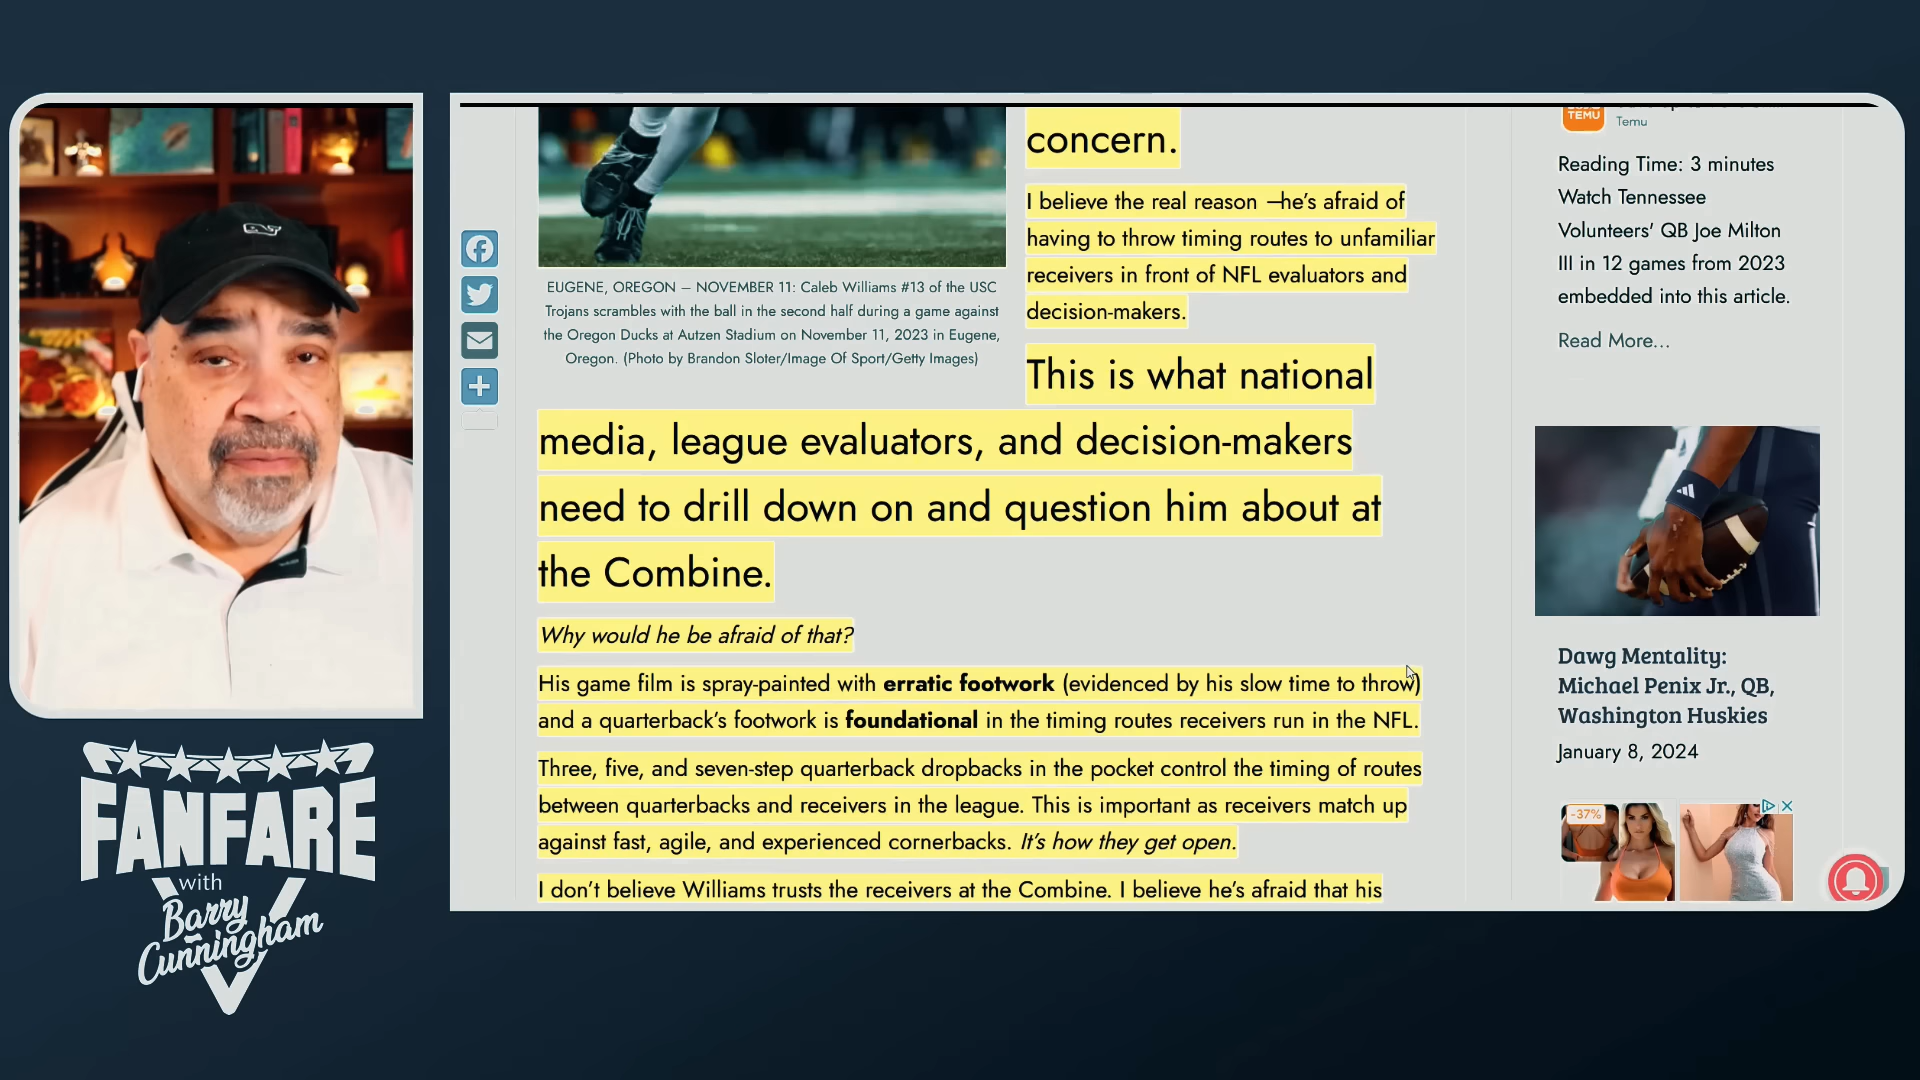 concern.
I believe the real reason —he's afraid of
having to throw timing routes to unfamiliar
receivers in front of NFL evaluators and
decision-makers.
EUGENE, OREGON – NOVEMBER 11: Caleb Williams #13 of the USC
Trojans scrambles with the ball in the second half during a game against
the Oregon Ducks at Autzen Stadium on November 11, 2023 in Eugene,
Oregon. (Photo by Brandon Sloter/Image Of Sport/Getty Images)
This is what national
media, league evaluators, and decision-makers
need to drill down on and question him about at
the Combine.
Why would he be afraid of that?
His game film is spray-painted with erratic footwork (evidenced by his slow time to throw)
and a quarterback's footwork is foundational in the timing routes receivers run in the NFL.
Three, five, and seven-step quarterback dropbacks in the pocket control the timing of routes
between quarterbacks and receivers in the league. This is important as receivers match up
against fast, agile, and experienced cornerbacks. It's how they get open.
I don't believe Williams trusts the receivers at the Combine. I believe he's afraid that his
TEMU
Temu
Reading Time: 3 minutes
Watch Tennessee
Volunteers' QB Joe Milton
III in 12 games from 2023
embedded into this article.
Read More...
Dawg Mentality:
Michael Penix Jr., QB,
Washington Huskies
January 8, 2024
-37%
FANFARE
with
Barry
Cunningham